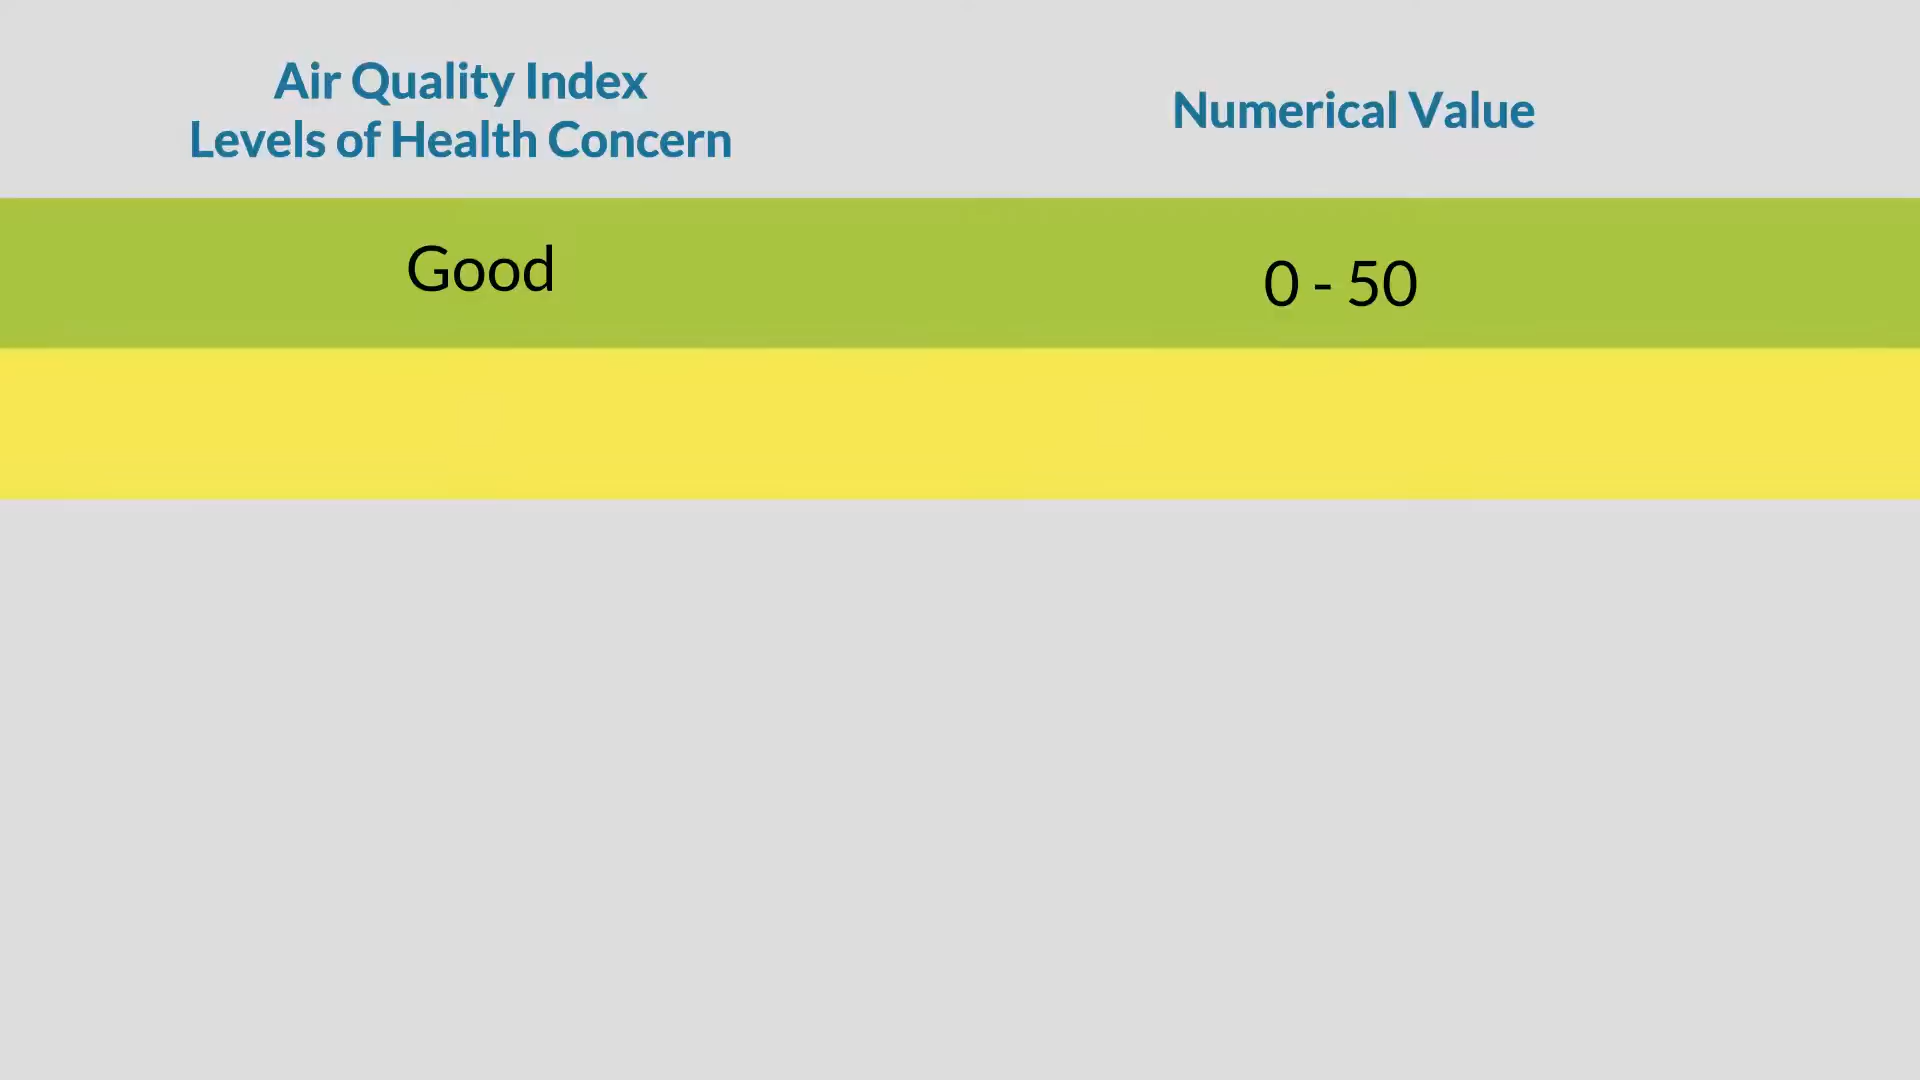 Air Quality Index
Levels of Health Concern
Numerical Value
Good
0 - 50